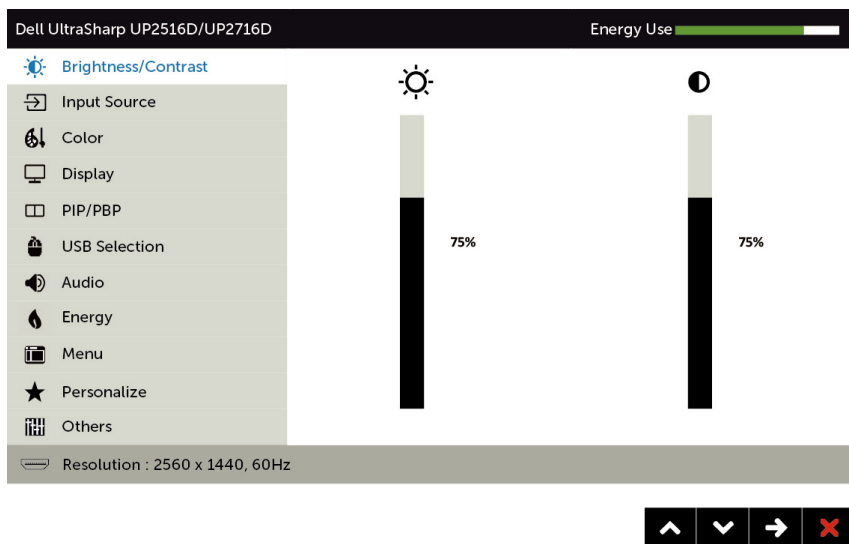 Dell UltraSharp UP2516D/UP2716D
Energy Use
Brightness/Contrast
Input Source
Color
Display
PIP/PBP
USB Selection
Audio
Energy
Menu
Personalize
Others
75%
75%
Resolution : 2560 x 1440, 60Hz